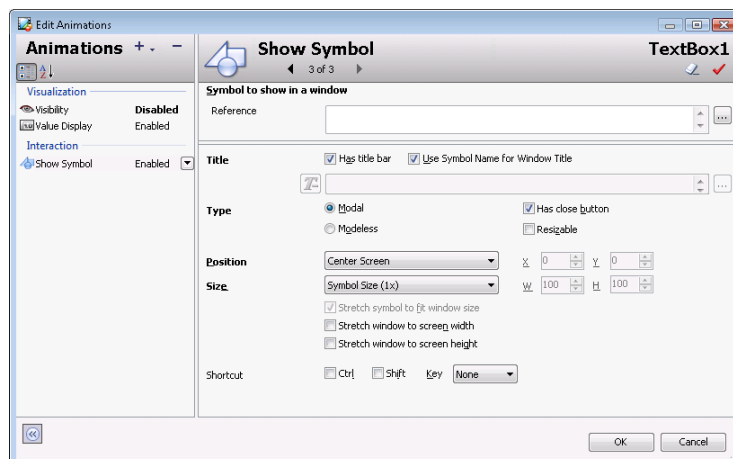 Edit Animations
Animations
Show Symbol
TextBox1
3 of 3
Visualization
Visibility Disabled
Value Display Enabled
Interaction
Show Symbol Enabled
Symbol to show in a window
Reference
...
Title Has title bar Use Symbol Name for Window Title
T
...
Type Modal Has close button
Modeless Resizable
Position Center Screen X 0 Y 0
Size Symbol Size (1x) W 100 H 100
Stretch symbol to fit window size
Stretch window to screen width
Stretch window to screen height
Shortcut Ctrl Shift Key None
OK Cancel